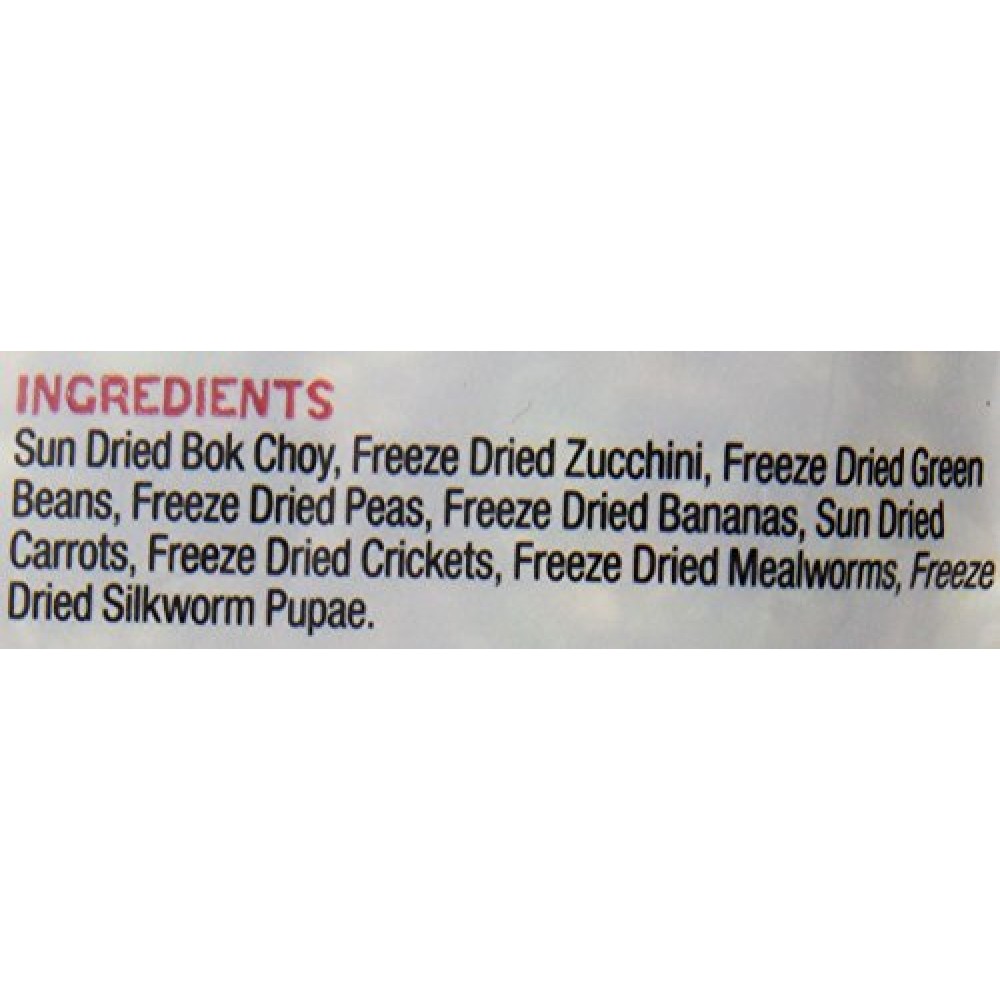 INGREDIENTS
Sun Dried Bok Choy, Freeze Dried Zucchini, Freeze Dried Green
Beans, Freeze Dried Peas, Freeze Dried Bananas, Sun Dried
Carrots, Freeze Dried Crickets, Freeze Dried Mealworms, Freeze
Dried Silkworm Pupae.